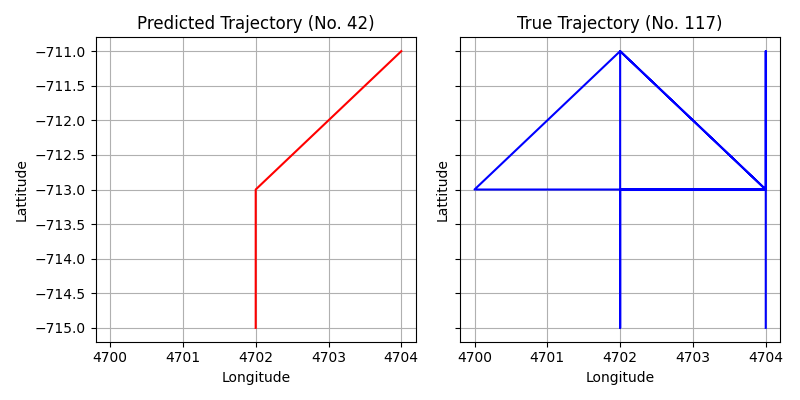 Predicted Trajectory (No. 42)
True Trajectory (No. 117)
−711.0
−711.5
−712.0
−712.5
−713.0
−713.5
−714.0
−714.5
−715.0
Lattitude
Lattitude
4700 4701 4702 4703 4704
4700 4701 4702 4703 4704
Longitude
Longitude